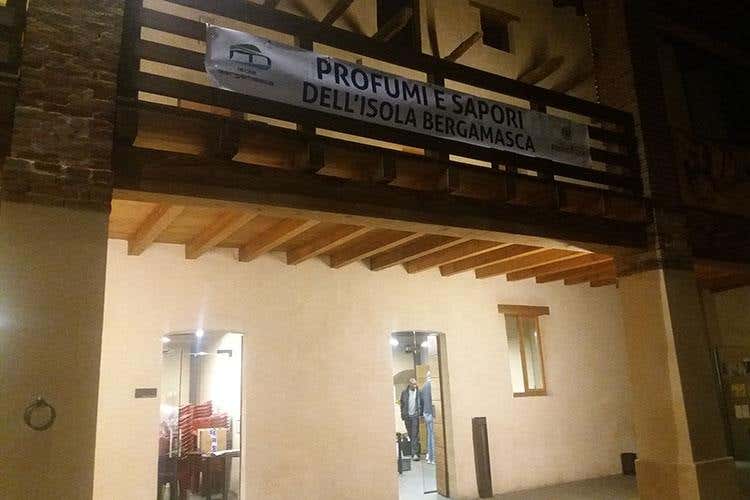 PROFUMI E SAPORI
DELL'ISOLA BERGAMASCA